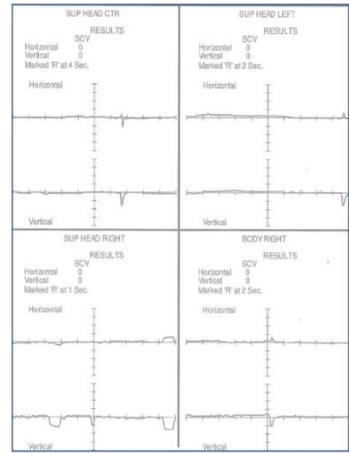 SUP HEAD CTR
RESULTS
SCV
Horizontal 0
Vertical 0
Marked 'R' at 4 Sec.
Horizontal
Vertical
SUP HEAD LEFT
RESULTS
SCV
Horizontal 0
Vertical 0
Marked 'R' at 2 Sec.
Horizontal
Vertical
SUP HEAD RIGHT
RESULTS
SCV
Horizontal 0
Vertical 0
Marked 'R' at 1 Sec.
Horizontal
Vertical
BODY RIGHT
RESULTS
SCV
Horizontal 0
Vertical 0
Marked 'R' at 2 Sec.
Horizontal
Vertical